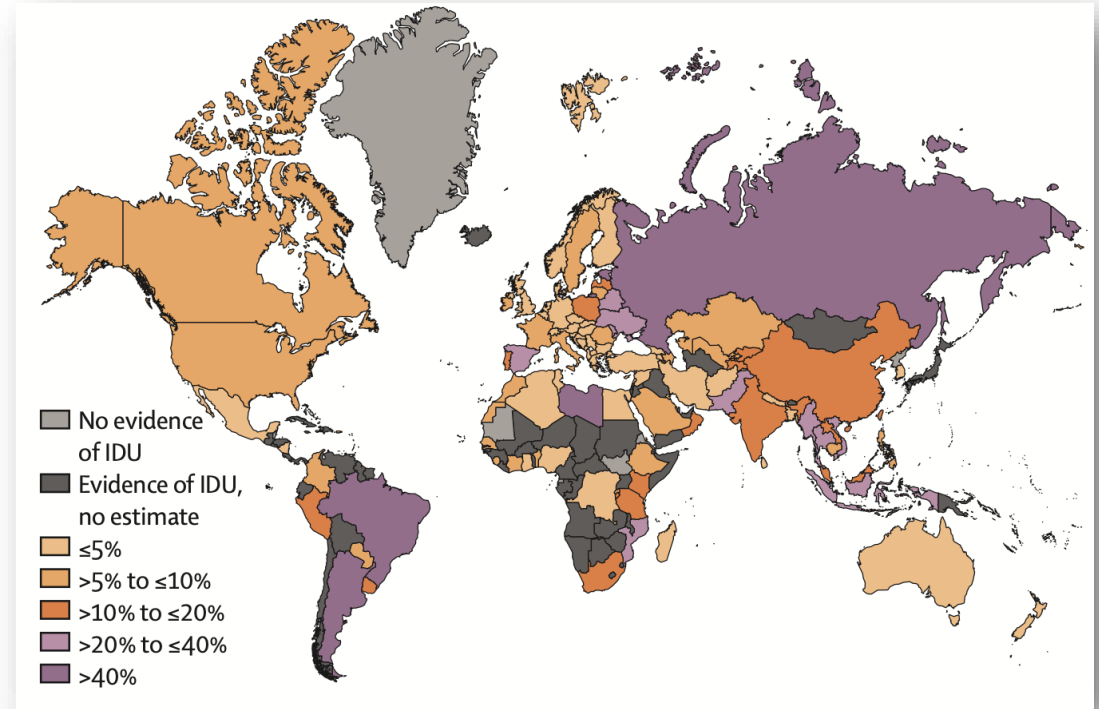 No evidence
of IDU
Evidence of IDU,
no estimate
≤5%
>5% to ≤10%
>10% to ≤20%
>20% to ≤40%
>40%